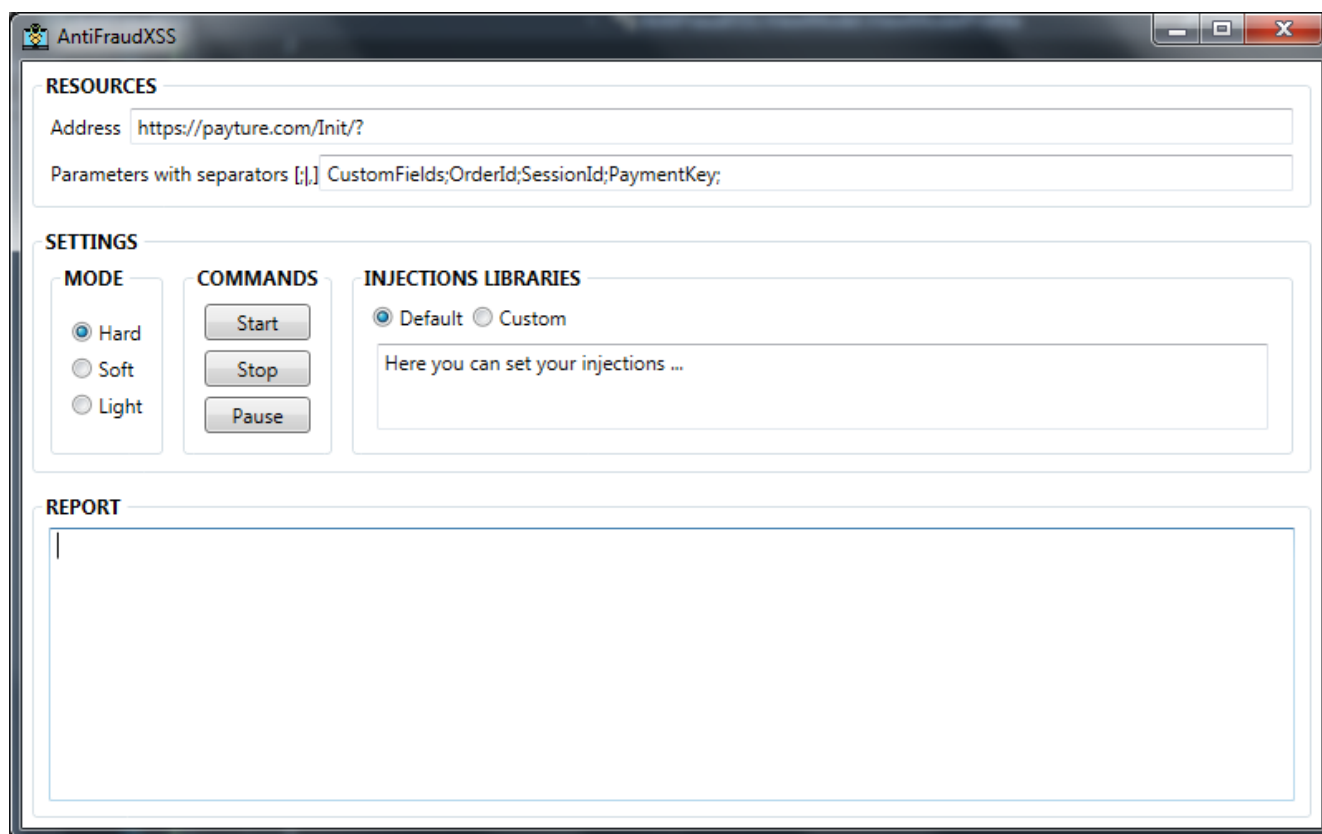 AntiFraudXSS
RESOURCES
Address https://payture.com/Init/?
Parameters with separators [;|,] CustomFields;OrderId;SessionId;PaymentKey;
SETTINGS
MODE
Hard
Soft
Light
COMMANDS
Start
Stop
Pause
INJECTIONS LIBRARIES
Default Custom
Here you can set your injections ...
REPORT